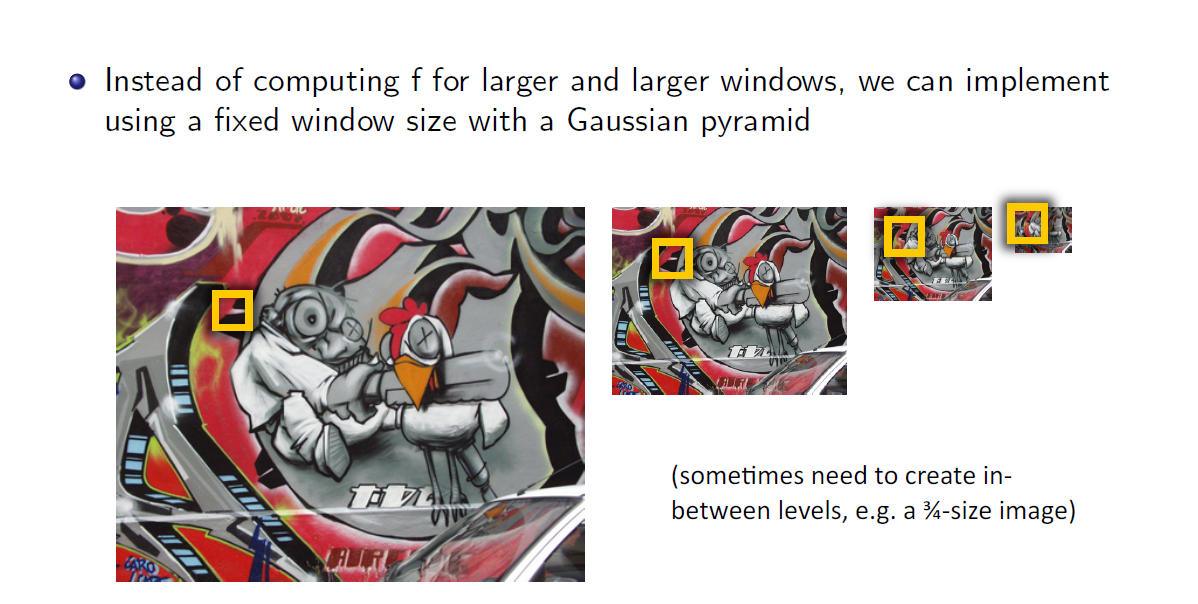 Instead of computing f for larger and larger windows, we can implement
using a fixed window size with a Gaussian pyramid
(sometimes need to create in-
between levels, e.g. a ¾-size image)